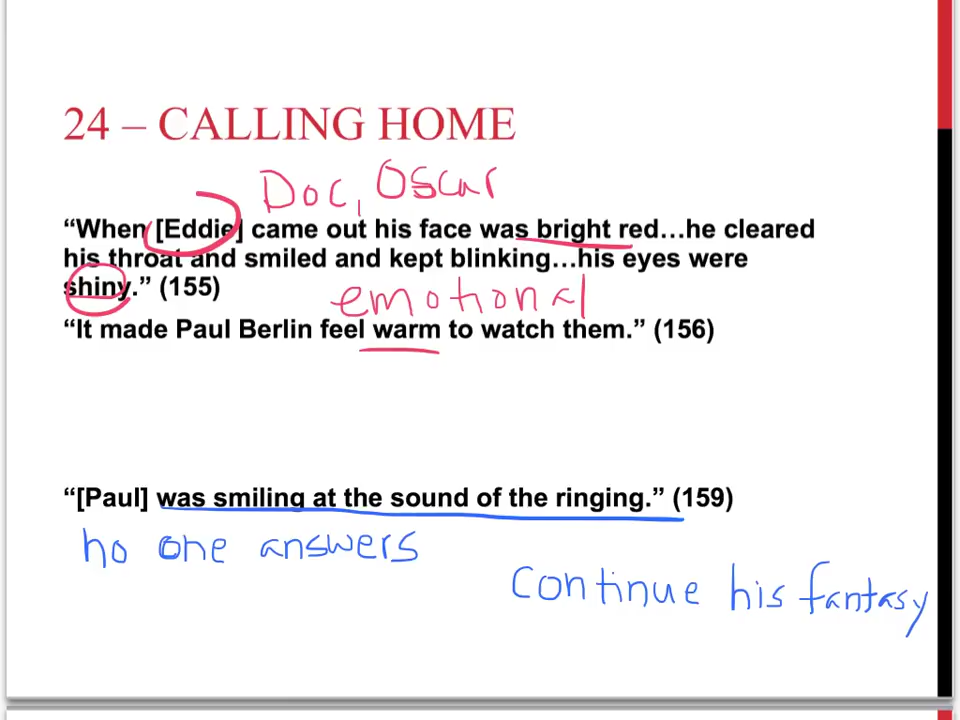 24 – CALLING HOME
Doc, Oscar
“When [Eddie] came out his face was bright red…he cleared
his throat and smiled and kept blinking…his eyes were
shiny.” (155)
emotional
“It made Paul Berlin feel warm to watch them.” (156)
“[Paul] was smiling at the sound of the ringing.” (159)
no one answers
continue his fantasy